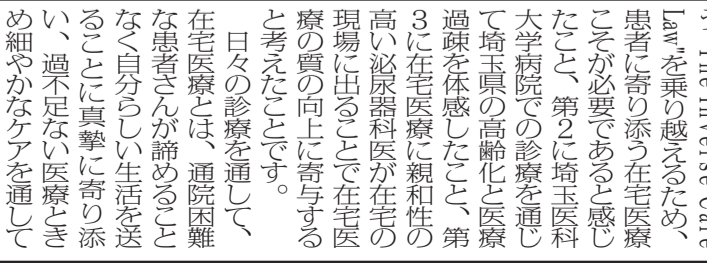 や"The Inverse Care
Law"を乗り越えるため、
患者に寄り添う在宅医療
こそが必要であると感じ
たこと、第2に埼玉医科
大学病院での診療を通じ
て埼玉県の高齢化と医療
過疎を体感したこと、第
3に在宅医療に親和性の
高い泌尿器科医が在宅の
現場に出ることで在宅医
療の質の向上に寄与する
と考えたことです。
日々の診療を通して、
在宅医療とは、通院困難
な患者さんが諦めること
なく自分らしい生活を送
ることに真摯に寄り添
い、過不足ない医療とき
め細やかなケアを通して